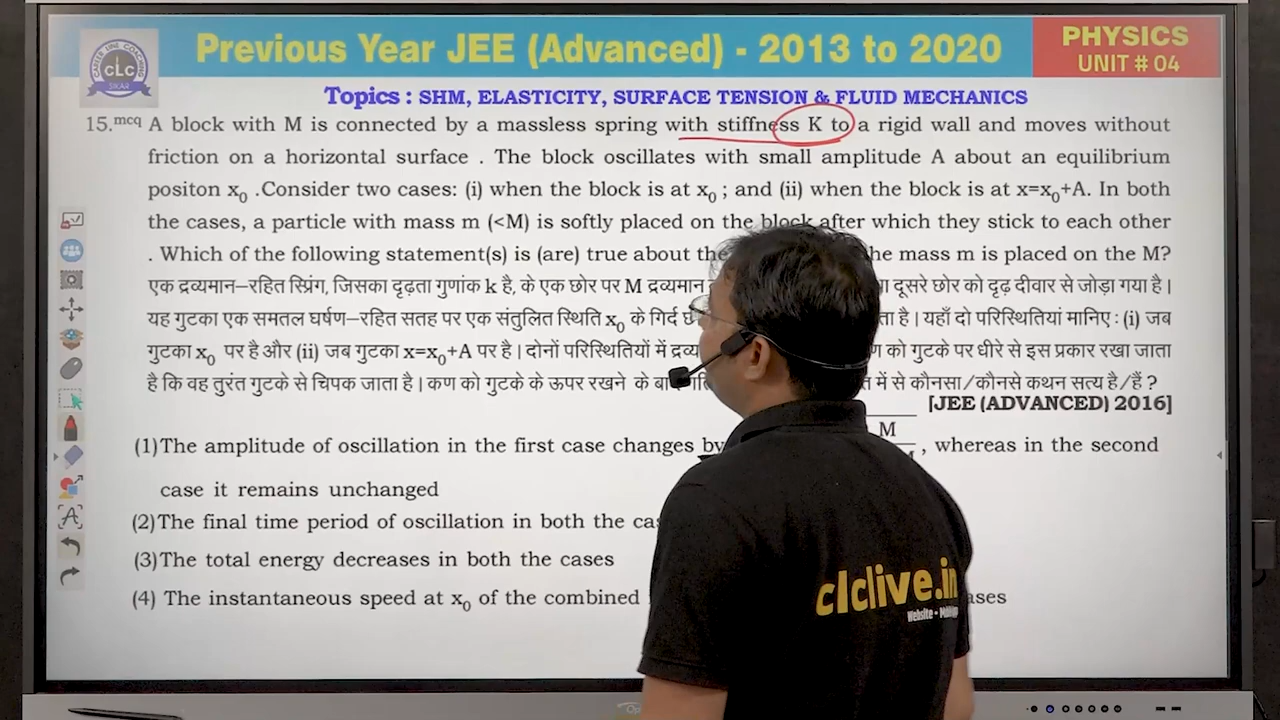 Previous Year JEE (Advanced) - 2013 to 2020
PHYSICS
UNIT # 04
CAREER LINE COACHING
CLC
SIKAR
Topics : SHM, ELASTICITY, SURFACE TENSION & FLUID MECHANICS
15.mcq A block with M is connected by a massless spring with stiffness K to a rigid wall and moves without
friction on a horizontal surface . The block oscillates with small amplitude A about an equilibrium
positon x0 .Consider two cases: (i) when the block is at x0 ; and (ii) when the block is at x=x0+A. In both
the cases, a particle with mass m (<M) is softly placed on the block after which they stick to each other
. Which of the following statement(s) is (are) true about the he mass m is placed on the M?
एक द्रव्यमान–रहित स्प्रिंग, जिसका दृढ़ता गुणांक k है, के एक छोर पर M द्रव्यमान दूसरे छोर को दृढ़ दीवार से जोड़ा गया है।
यह गुटका एक समतल घर्षण–रहित सतह पर एक संतुलित स्थिति x0 के गिर्द है। यहाँ दो परिस्थितियां मानिए : (i) जब
गुटका x0 पर है और (ii) जब गुटका x=x0+A पर है। दोनों परिस्थितियों में को गुटके पर धीरे से इस प्रकार रखा जाता
है कि वह तुरंत गुटके से चिपक जाता है। कण को गुटके के ऊपर रखने के में से कौनसा/कौनसे कथन सत्य है/हैं ?
[JEE (ADVANCED) 2016]
(1)The amplitude of oscillation in the first case changes by M , whereas in the second
case it remains unchanged
(2)The final time period of oscillation in both the
(3)The total energy decreases in both the cases
(4) The instantaneous speed at x0 of the combined
clclive.in